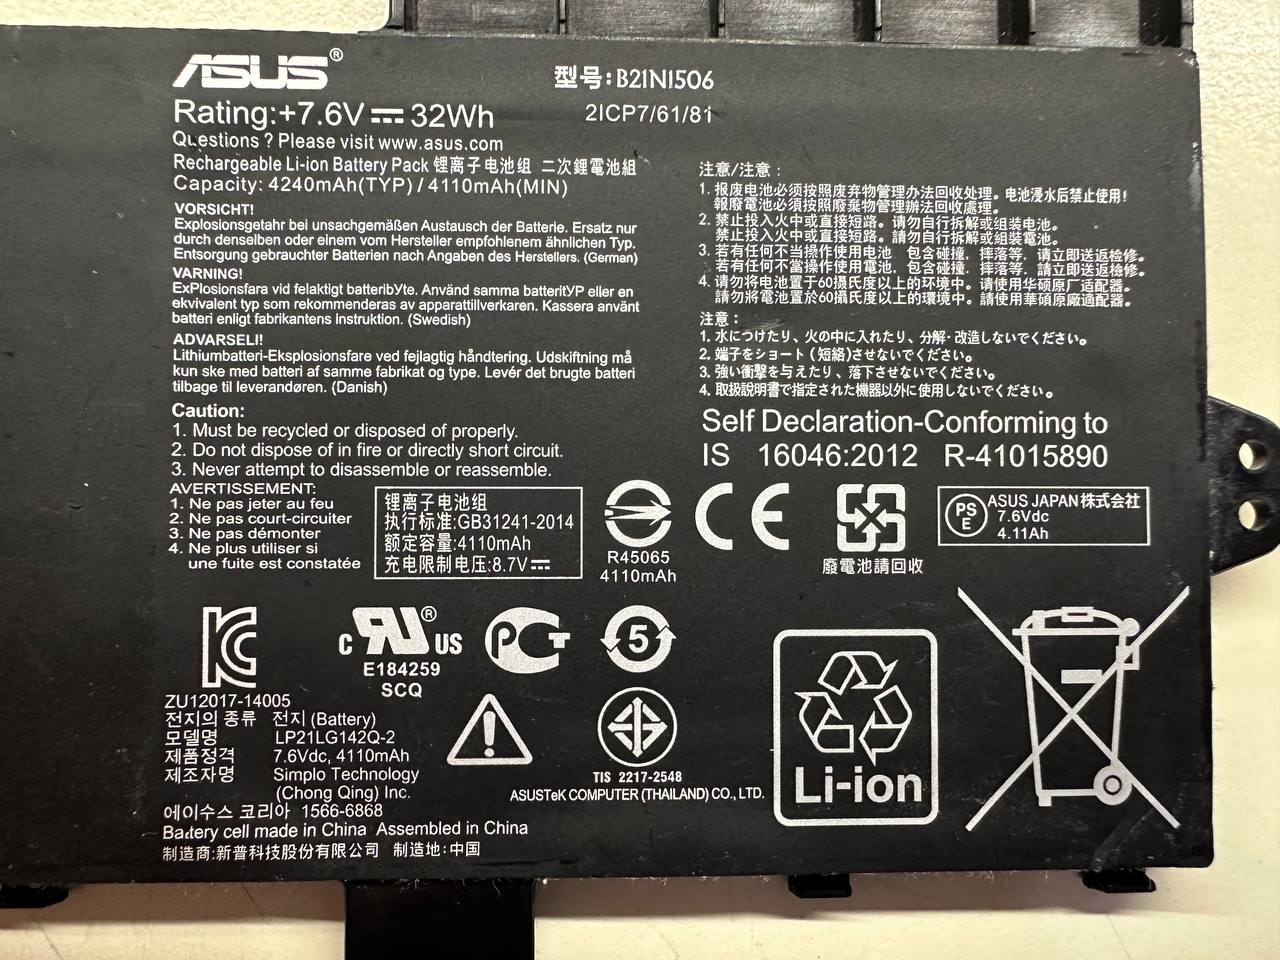 ASUS®
型号:B21N1506
Rating:+7.6V 32Wh
2ICP7/61/81
Questions ? Please visit www.asus.com
Rechargeable Li-ion Battery Pack 锂离子电池组 二次鋰電池組
Capacity: 4240mAh(TYP) / 4110mAh(MIN)
VORSICHT!
Explosionsgetahr bei unsachgemäßen Austausch der Batterie. Ersatz nur
durch denselben oder einem vom Hersteller empfohlenem ähnlichen Typ.
Entsorgung gebrauchter Batterien nach Angaben des Herstellers. (German)
VARNING!
ExPlosionsfara vid felaktigt batteribYte. Använd samma batteritYP eller en
ekvivalent typ som rekommenderas av apparattillverkaren. Kassera använt
batteri enligt fabrikantens instruktion. (Swedish)
ADVARSELI!
Lithiumbatteri-Eksplosionsfare ved fejlagtig håndtering. Udskiftning må
kun ske med batteri af samme fabrikat og type. Levér det brugte batteri
tilbage til leverandøren. (Danish)
Caution:
1. Must be recycled or disposed of properly.
2. Do not dispose of in fire or directly short circuit.
3. Never attempt to disassemble or reassemble.
AVERTISSEMENT:
1. Ne pas jeter au feu
2. Ne pas court-circuiter
3. Ne pas démonter
4. Ne plus utiliser si
une fuite est constatée
锂离子电池组
执行标准:GB31241-2014
额定容量:4110mAh
充电限制电压:8.7V
注意/注意:
1. 报废电池必须按照废弃物管理办法回收处理。电池浸水后禁止使用!
報廢電池必須按照廢棄物管理辦法回收處理。
2. 禁止投入火中或直接短路。请勿自行拆解或组装电池。
禁止投入火中或直接短路。請勿自行拆解或組裝電池。
3. 若有任何不当操作使用电池，包含碰撞，摔落等，请立即送返检修。
若有任何不當操作使用電池，包含碰撞，摔落等，請立即送返檢修。
4. 请勿将电池置于60摄氏度以上的环境中。请使用华硕原厂适配器。
請勿將電池置於60攝氏度以上的環境中。請使用華碩原廠適配器。
注意:
1. 水につけたり、火の中に入れたり、分解·改造しないでください。
2. 端子をショート(短絡)させないでください。
3. 強い衝撃を与えたり、落下させないでください。
4. 取扱說明書で指定された機器以外に使用しないでください。
Self Declaration-Conforming to
IS 16046:2012 R-41015890
R45065
4110mAh
CE
廢電池請回收
PS
E
ASUS JAPAN株式会社
7.6Vdc
4.11Ah
KC
C RU® US
E184259
SCQ
PCT
5
ZU12017-14005
전지의 종류 전지 (Battery)
모델명 LP21LG142Q-2
제품정격 7.6Vdc, 4110mAh
제조자명 Simplo Technology
(Chong Qing) Inc.
에이수스 코리아 1566-6868
Battery cell made in China Assembled in China
制造商:新普科技股份有限公司 制造地:中国
TIS 2217-2548
ASUSTeK COMPUTER (THAILAND) CO., LTD.
Li-ion